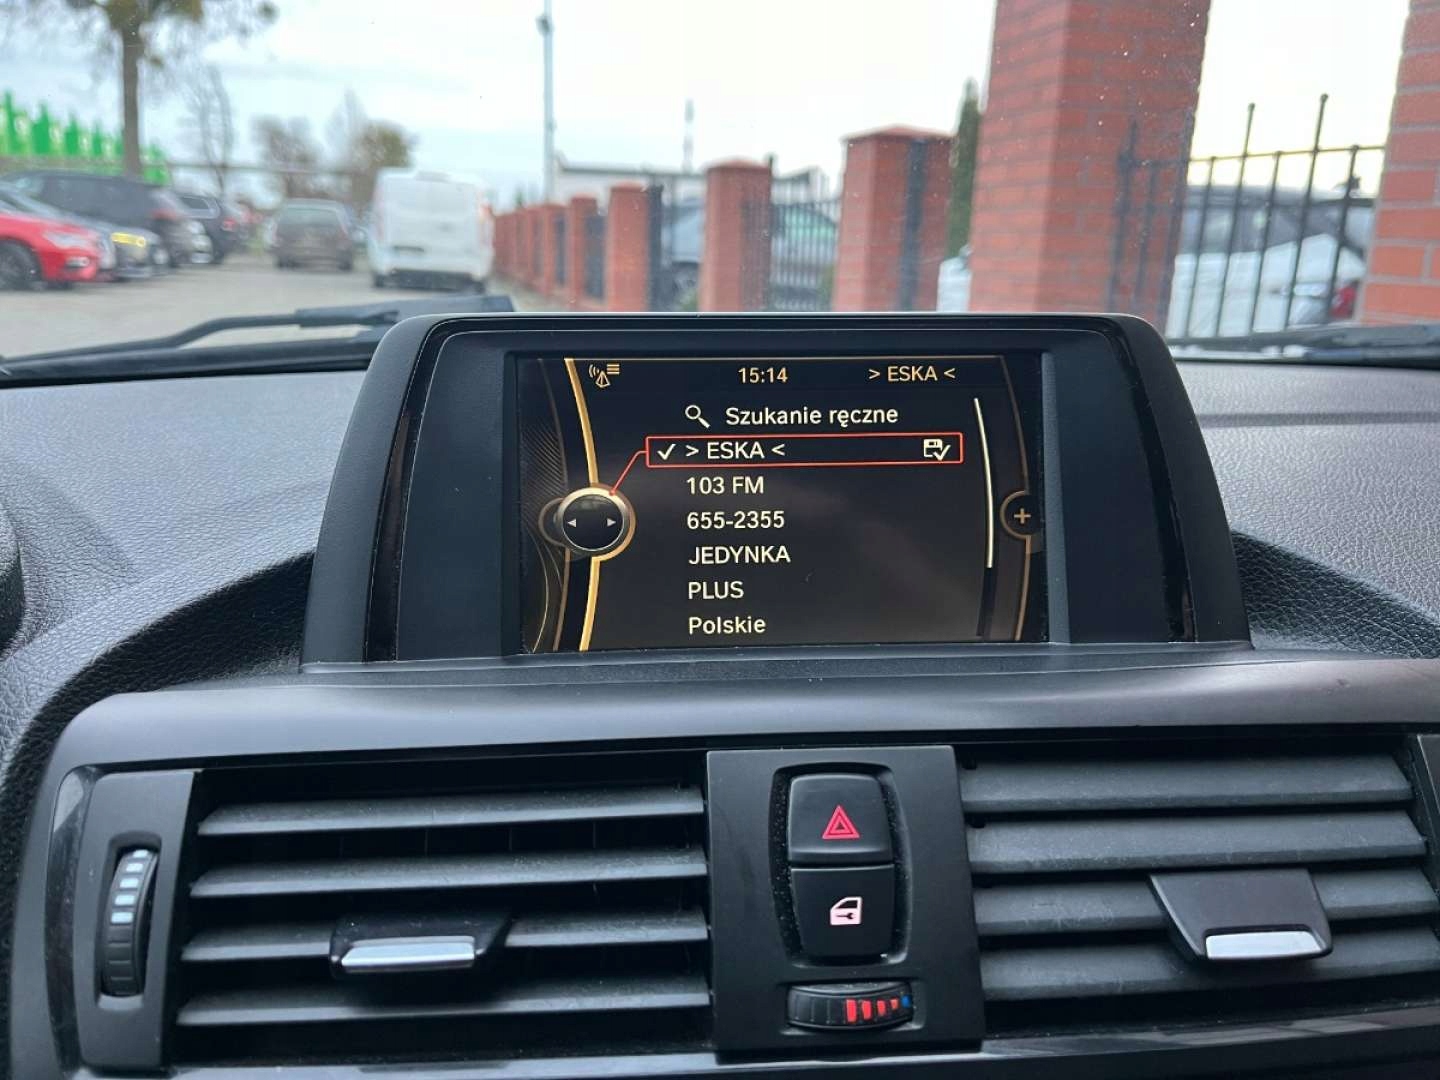 15:14 > ESKA <
Szukanie ręczne
> ESKA <
103 FM
655-2355
JEDYNKA
PLUS
Polskie